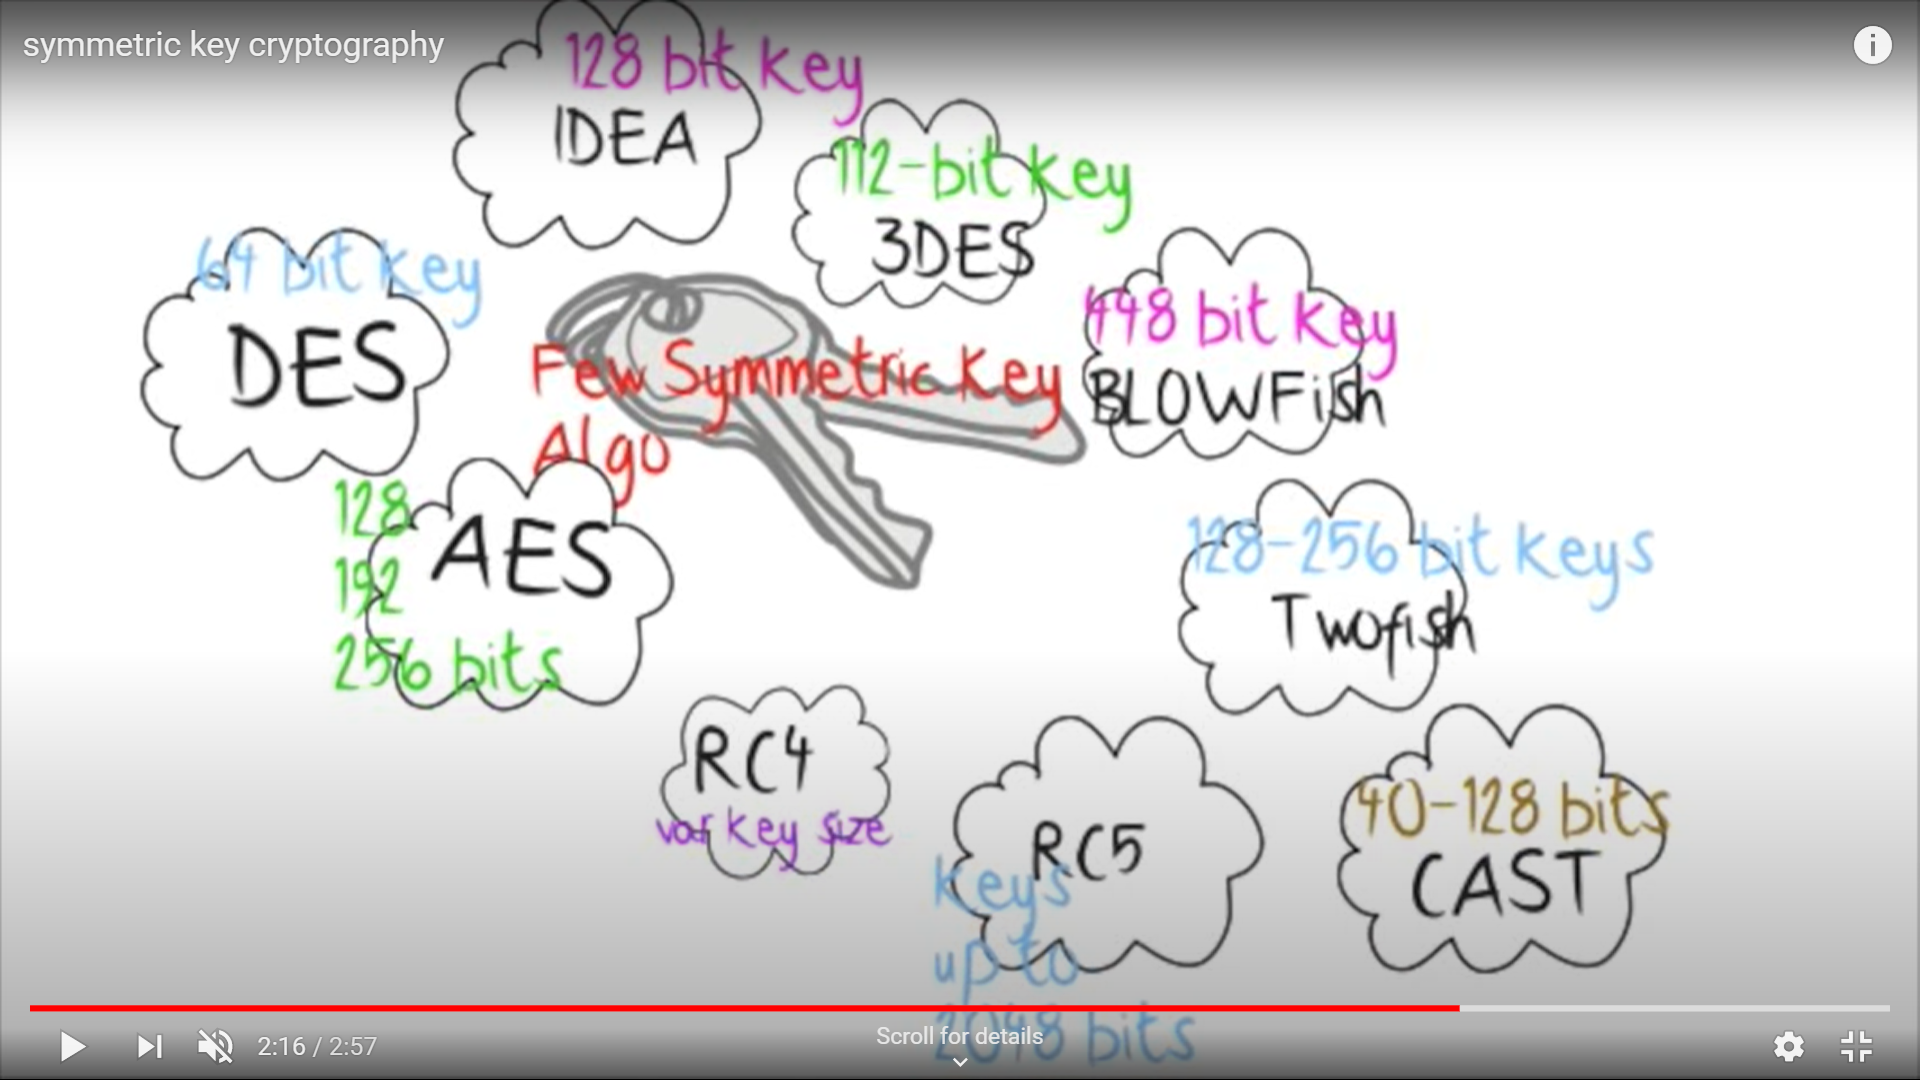 symmetric key cryptography
128 bit key
IDEA
112-bit key
3DES
64 bit key
DES
448 bit key
BLOWFish
Few Symmetric Key
Algo
128
192
256 bits
AES
128-256 bit keys
Twofish
RC4
var key size
RC5
keys
up to
2048 bits
40-128 bits
CAST
2:16 / 2:57
Scroll for details